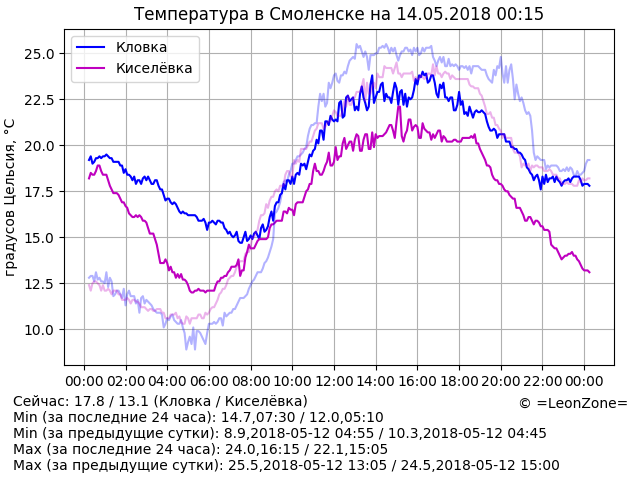 Температура в Смоленске на 14.05.2018 00:15
Кловка
Киселёвка
градусов Цельсия, °C
25.0
22.5
20.0
17.5
15.0
12.5
10.0
00:00 02:00 04:00 06:00 08:00 10:00 12:00 14:00 16:00 18:00 20:00 22:00 00:00
Сейчас: 17.8 / 13.1 (Кловка / Киселёвка)
© =LeonZone=
Min (за последние 24 часа): 14.7,07:30 / 12.0,05:10
Min (за предыдущие сутки): 8.9,2018-05-12 04:55 / 10.3,2018-05-12 04:45
Max (за последние 24 часа): 24.0,16:15 / 22.1,15:05
Max (за предыдущие сутки): 25.5,2018-05-12 13:05 / 24.5,2018-05-12 15:00